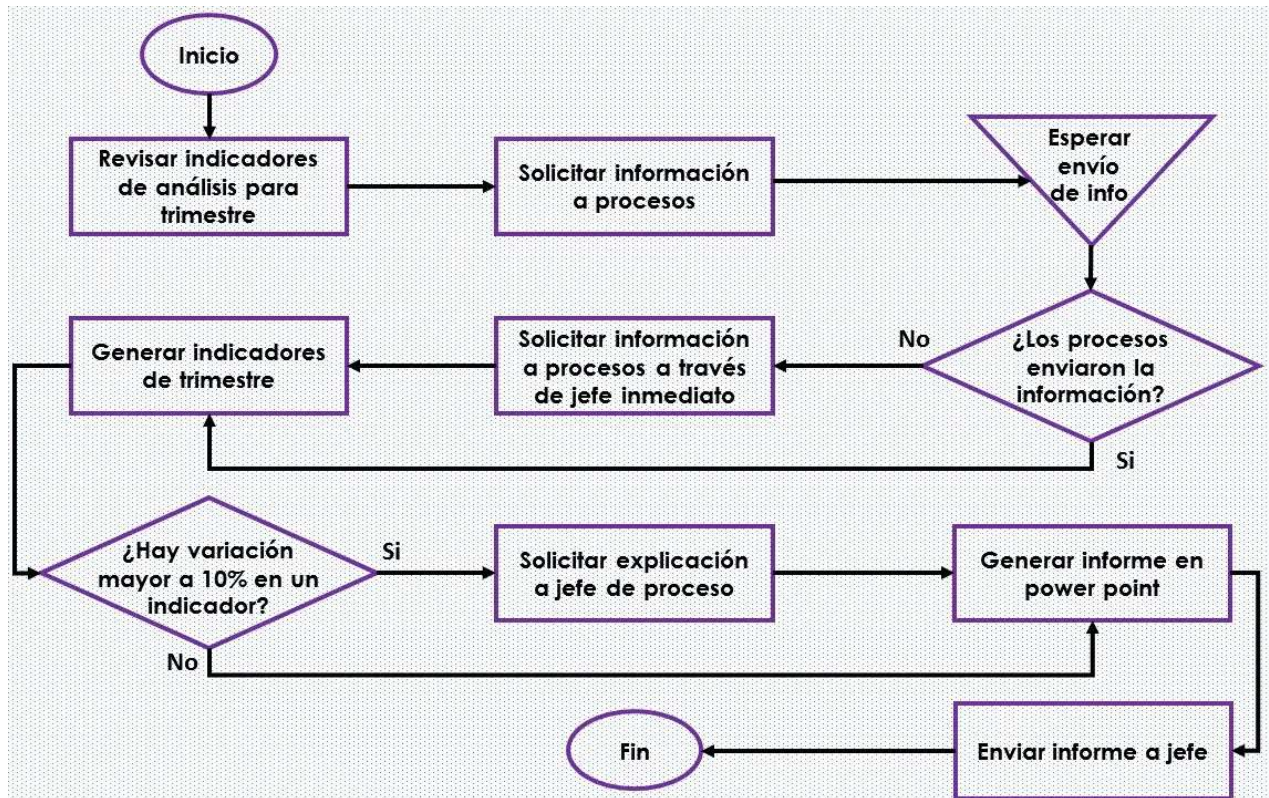 Inicio
Revisar indicadores
de análisis para
trimestre
Solicitar información
a procesos
Esperar
envío
de info
¿Los procesos
enviaron la
información?
No
Si
Solicitar información
a procesos a través
de jefe inmediato
Generar indicadores
de trimestre
¿Hay variación
mayor a 10% en un
indicador?
Si
No
Solicitar explicación
a jefe de proceso
Generar informe en
power point
Enviar informe a jefe
Fin